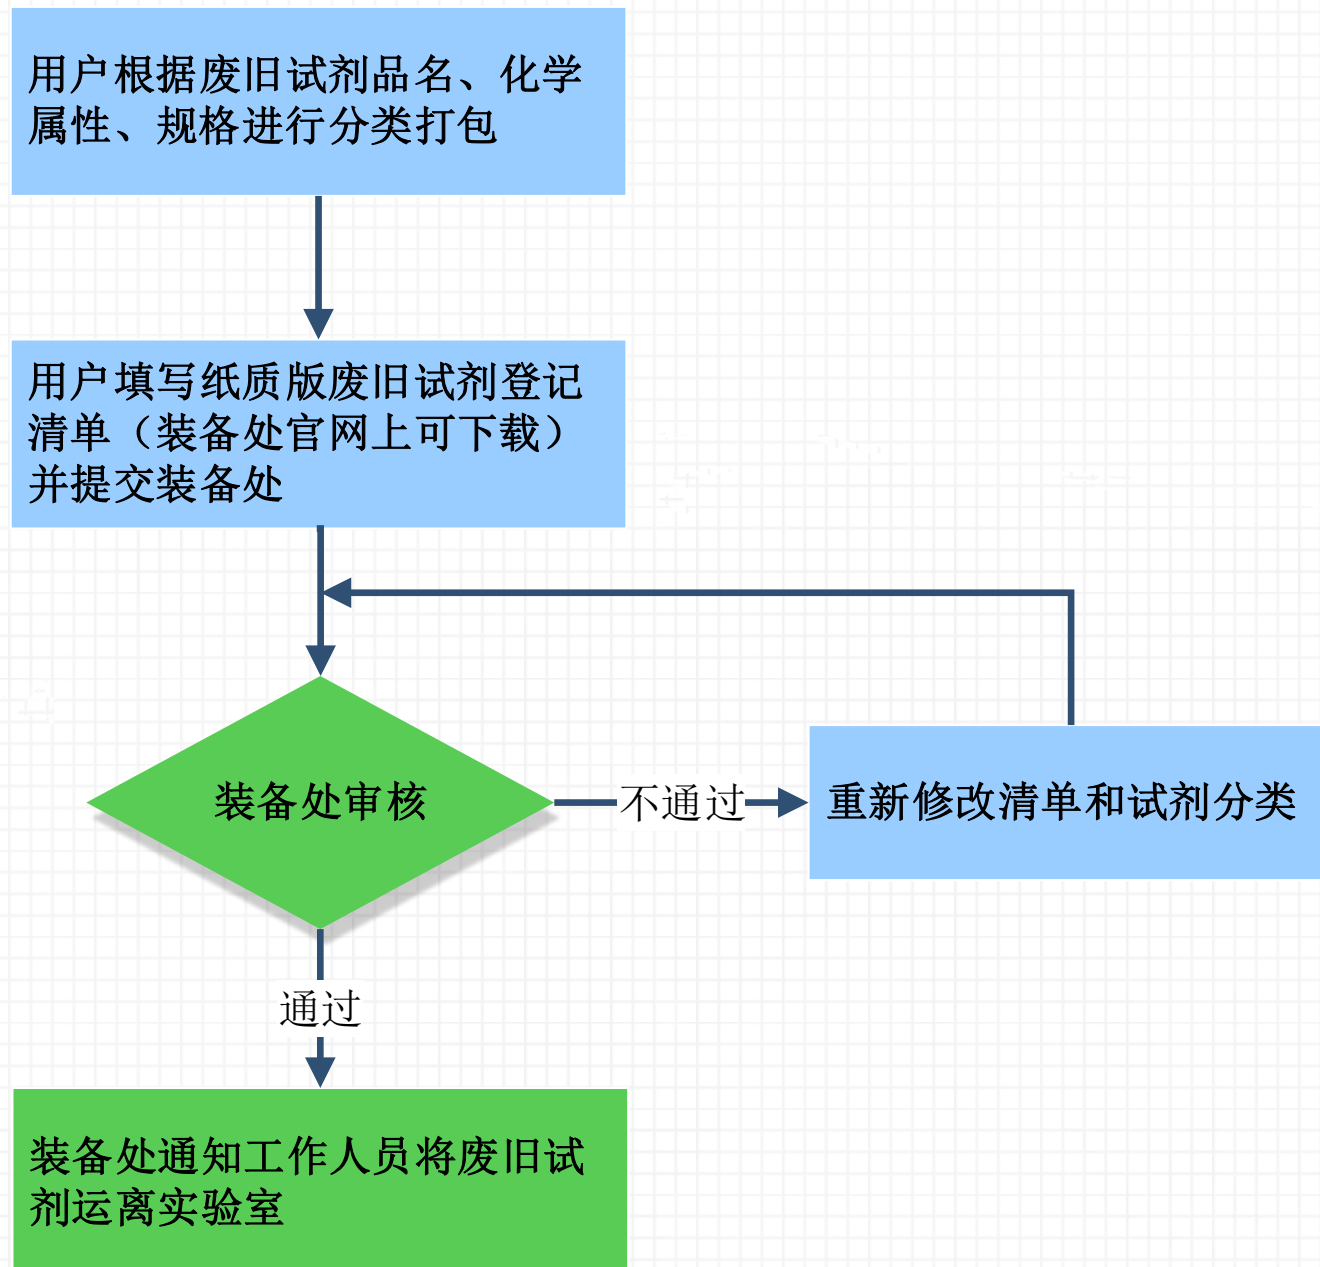 用户根据废旧试剂品名、化学
属性、规格进行分类打包
用户填写纸质版废旧试剂登记
清单（装备处官网上可下载）
并提交装备处
装备处审核
不通过
重新修改清单和试剂分类
通过
装备处通知工作人员将废旧试
剂运离实验室